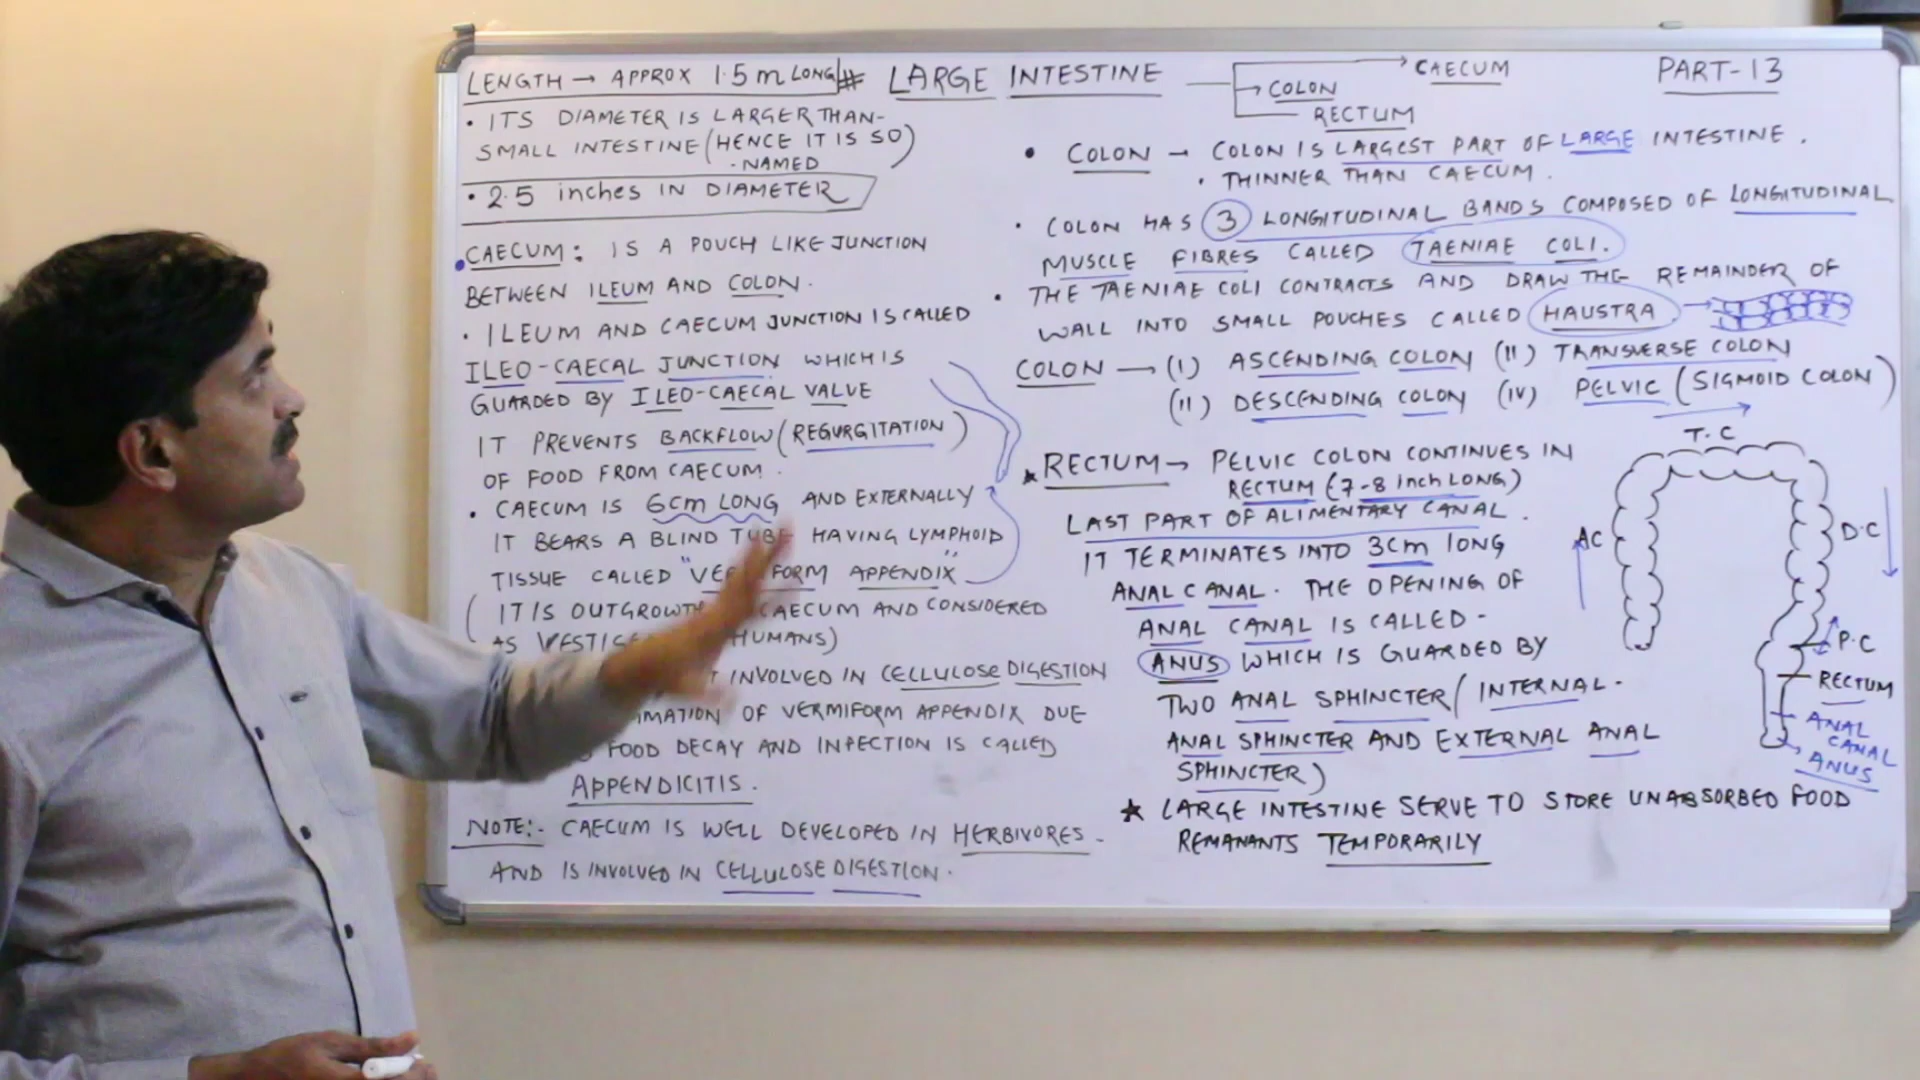 LENGTH → APPROX 1.5 m LONG # LARGE INTESTINE
CAECUM
COLON
RECTUM
PART-13
• ITS DIAMETER IS LARGER THAN-
SMALL INTESTINE (HENCE IT IS SO)
-NAMED
• 2.5 inches IN DIAMETER
• CAECUM: IS A POUCH LIKE JUNCTION
BETWEEN ILEUM AND COLON.
• ILEUM AND CAECUM JUNCTION IS CALLED
ILEO-CAECAL JUNCTION WHICH IS
GUARDED BY ILEO-CAECAL VALVE
IT PREVENTS BACKFLOW (REGURGITATION)
OF FOOD FROM CAECUM.
• CAECUM IS 6cm LONG AND EXTERNALLY
IT BEARS A BLIND TUBE HAVING LYMPHOID
TISSUE CALLED "VERMIFORM APPENDIX"
(IT IS OUTGROWTH CAECUM AND CONSIDERED
AS HUMANS)
INVOLVED IN CELLULOSE DIGESTION
OF VERMIFORM APPENDIX DUE
FOOD DECAY AND INPECTION IS CALLED
APPENDICITIS.
NOTE:- CAECUM IS WELL DEVELOPED IN HERBIVORES-
AND IS INVOLVED IN CELLULOSE DIGESTION.
• COLON → COLON IS LARGEST PART OF LARGE INTESTINE.
• THINNER THAN CAECUM.
• COLON HAS 3 LONGITUDINAL BANDS COMPOSED OF LONGITUDINAL
MUSCLE FIBRES CALLED TAENIAE COLI.
• THE TAENIAE COLI CONTRACTS AND DRAW THE REMAINDER OF
WALL INTO SMALL POUCHES CALLED HAUSTRA →
COLON → (I) ASCENDING COLON (II) TRANSVERSE COLON
(II) DESCENDING COLON (IV) PELVIC (SIGMOID COLON)
★ RECTUM → PELVIC COLON CONTINUES IN
RECTUM (7-8 inch LONG)
LAST PART OF ALIMENTARY CANAL.
IT TERMINATES INTO 3cm LONG
ANAL CANAL. THE OPENING OF
ANAL CANAL IS CALLED-
ANUS WHICH IS GUARDED BY
TWO ANAL SPHINCTER (INTERNAL-
ANAL SPHINCTER AND EXTERNAL ANAL
SPHINCTER)
★ LARGE INTESTINE SERVE TO STORE UNABSORBED FOOD
REMANANTS TEMPORARILY
T.C
AC
D.C
P.C
RECTUM
ANAL
CANAL
ANUS